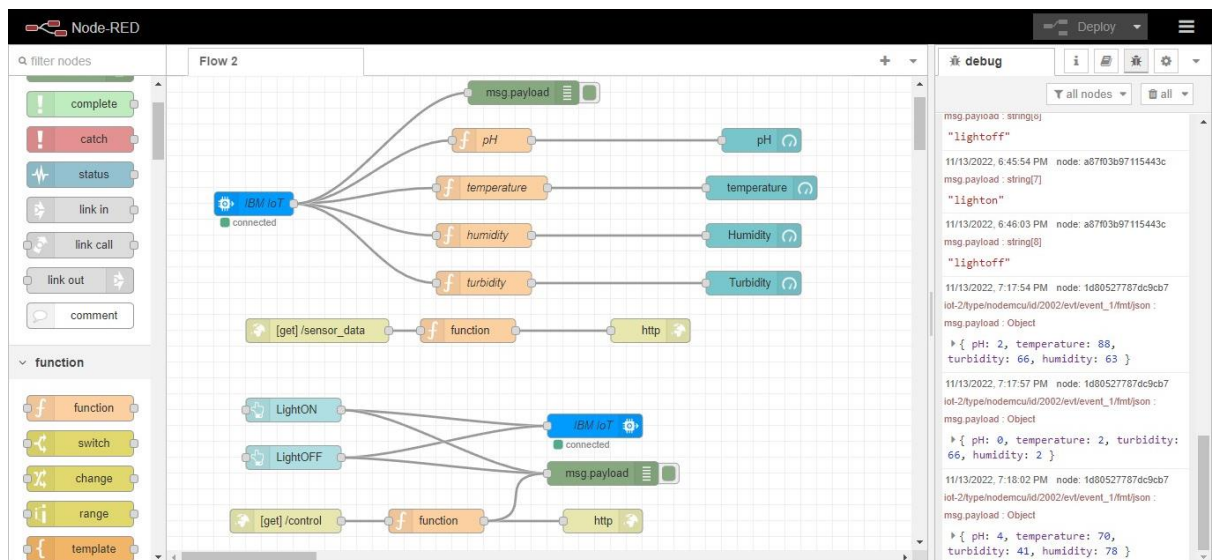 Node-RED
Deploy
filter nodes
complete
catch
status
link in
link call
link out
comment
function
function
switch
change
range
template
Flow 2
msg.payload
pH
pH
temperature
temperature
IBM IoT
connected
humidity
Humidity
turbidity
Turbidity
[get] /sensor_data
function
http
LightON
IBM IoT
connected
LightOFF
msg.payload
[get] /control
function
http
debug
i
all nodes
all
msg.payload : string[8]
"lightoff"
11/13/2022, 6:45:54 PM node: a87f03b97115443c
msg.payload : string[7]
"lighton"
11/13/2022, 6:46:03 PM node: a87f03b97115443c
msg.payload : string[8]
"lightoff"
11/13/2022, 7:17:54 PM node: 1d80527787dc9cb7
iot-2/type/nodemcu/id/2002/evt/event_1/fmt/json :
msg.payload : Object
{ pH: 2, temperature: 88,
turbidity: 66, humidity: 63 }
11/13/2022, 7:17:57 PM node: 1d80527787dc9cb7
iot-2/type/nodemcu/id/2002/evt/event_1/fmt/json :
msg.payload : Object
{ pH: 0, temperature: 2, turbidity:
66, humidity: 2 }
11/13/2022, 7:18:02 PM node: 1d80527787dc9cb7
iot-2/type/nodemcu/id/2002/evt/event_1/fmt/json :
msg.payload : Object
{ pH: 4, temperature: 70,
turbidity: 41, humidity: 78 }